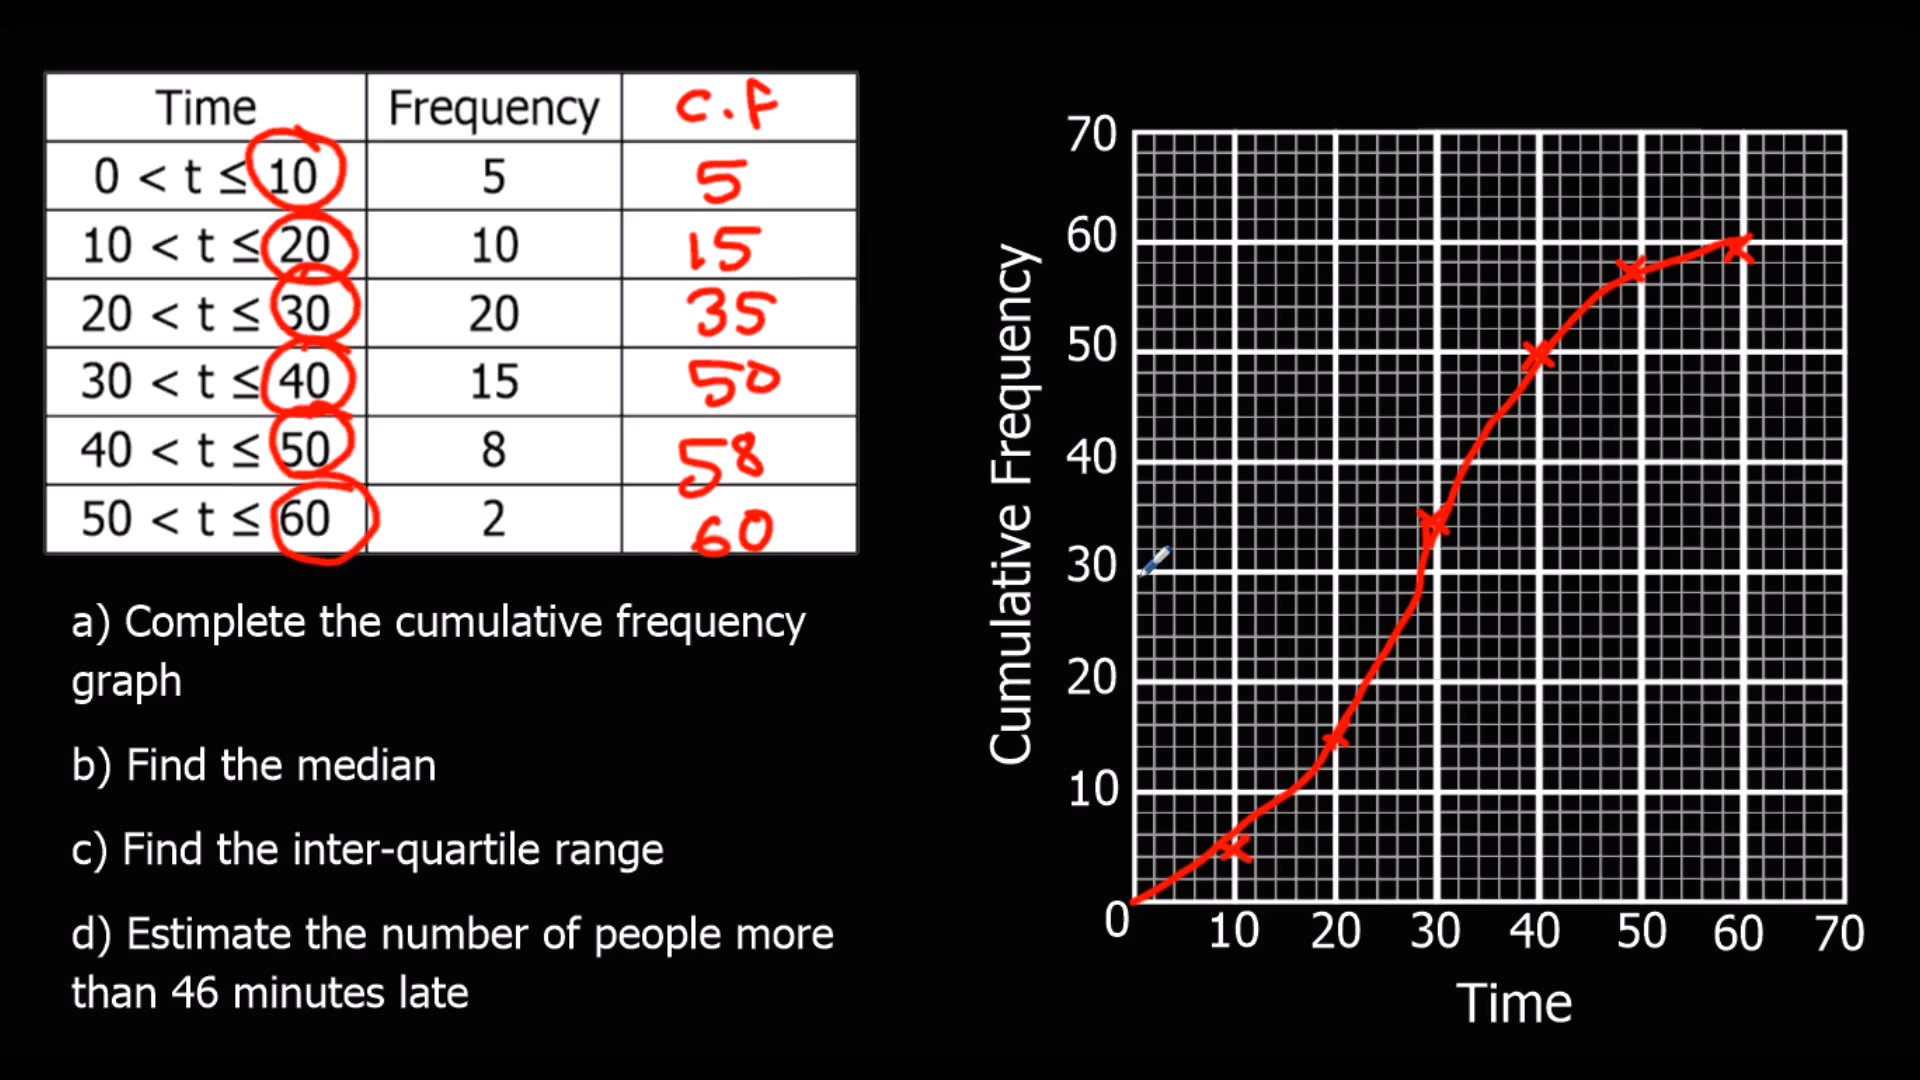 Time Frequency C.F
0 < t ≤ 10 5 5
10 < t ≤ 20 10 15
20 < t ≤ 30 20 35
30 < t ≤ 40 15 50
40 < t ≤ 50 8 58
50 < t ≤ 60 2 60
a) Complete the cumulative frequency
graph
b) Find the median
c) Find the inter-quartile range
d) Estimate the number of people more
than 46 minutes late
Cumulative Frequency
70
60
50
40
30
20
10
0 10 20 30 40 50 60 70
Time